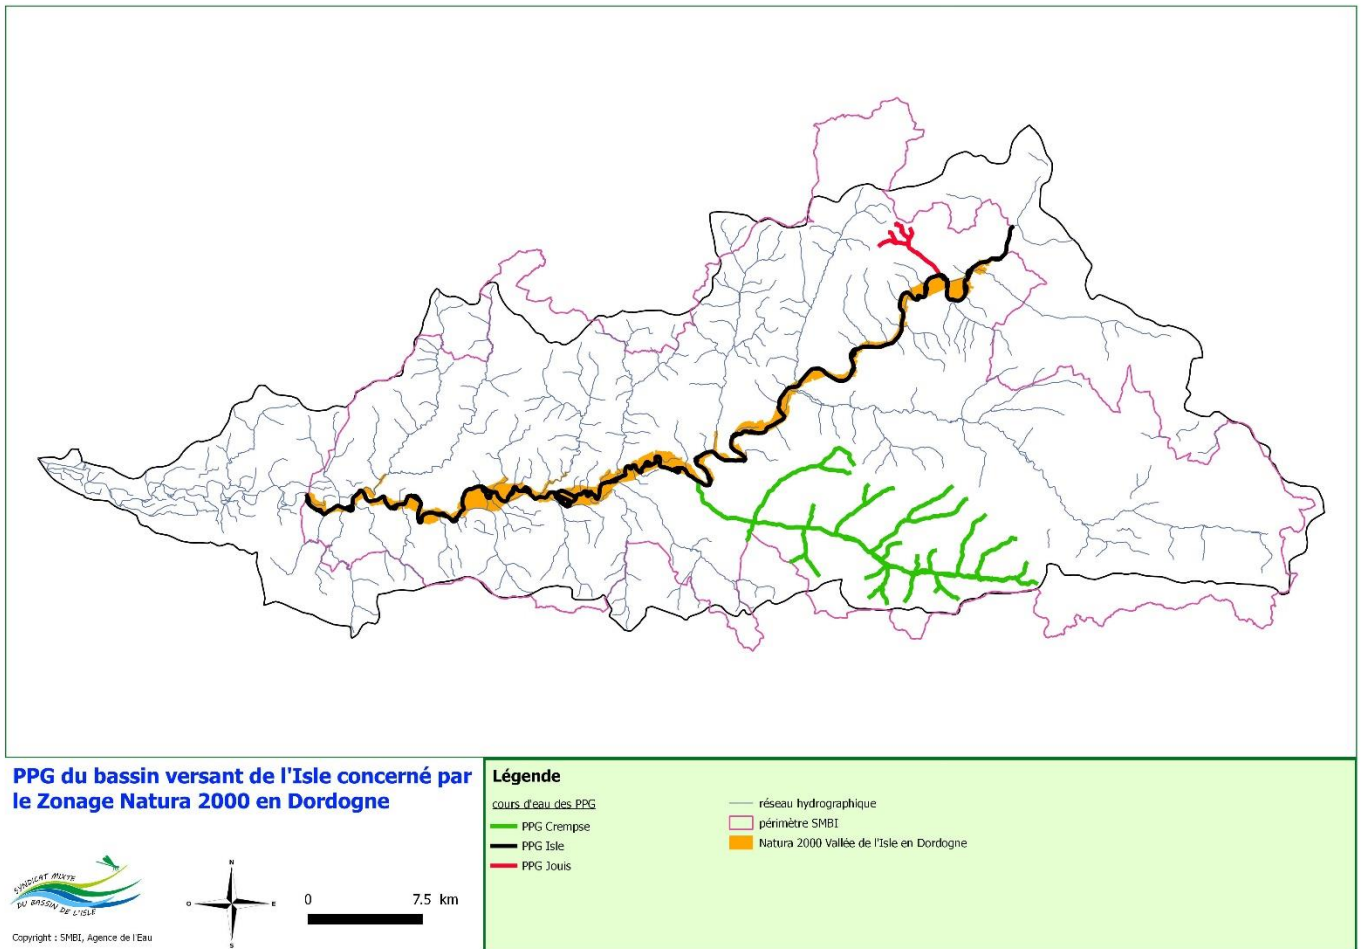 PPG du bassin versant de l'Isle concerné par
le Zonage Natura 2000 en Dordogne
SYNDICAT MIXTE
DU BASSIN DE L'ISLE
Copyright : SMBI, Agence de l'Eau
N
O
E
S
0
7.5 km
Légende
cours d'eau des PPG
PPG Crempse
PPG Isle
PPG Jouis
réseau hydrographique
périmètre SMBI
Natura 2000 Vallée de l'Isle en Dordogne